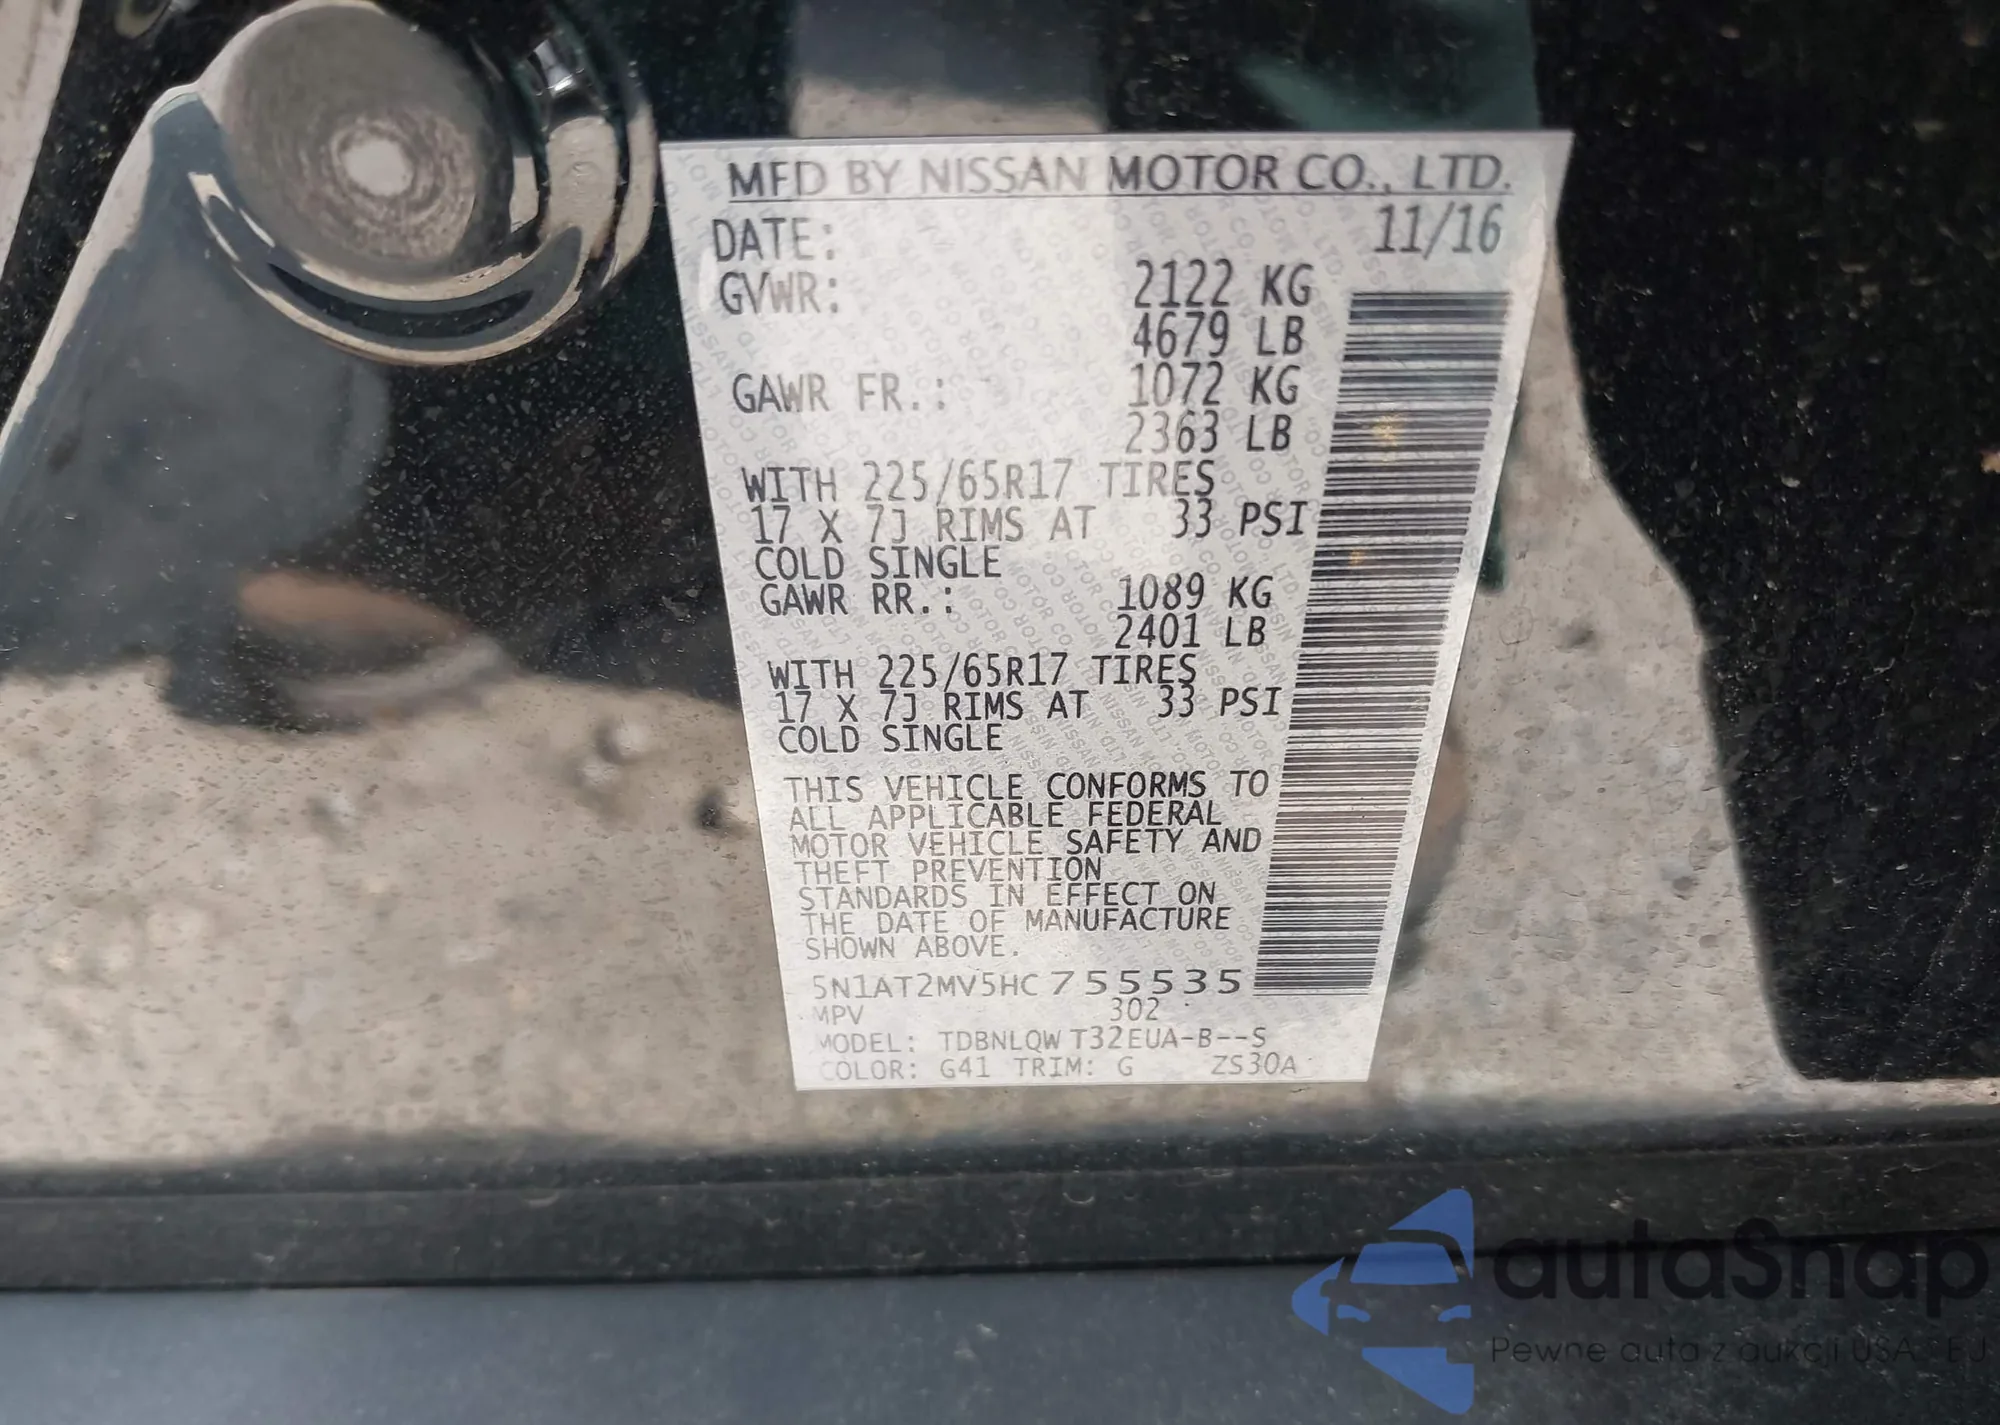 MFD BY NISSAN MOTOR CO., LTD.
DATE: 11/16
GVWR: 2122 KG
4679 LB
GAWR FR.: 1072 KG
2363 LB
WITH 225/65R17 TIRES
17 X 7J RIMS AT 33 PSI
COLD SINGLE
GAWR RR.: 1089 KG
2401 LB
WITH 225/65R17 TIRES
17 X 7J RIMS AT 33 PSI
COLD SINGLE
THIS VEHICLE CONFORMS TO
ALL APPLICABLE FEDERAL
MOTOR VEHICLE SAFETY AND
THEFT PREVENTION
STANDARDS IN EFFECT ON
THE DATE OF MANUFACTURE
SHOWN ABOVE.
5N1AT2MV5HC755535
MPV 302
MODEL: TDBNLQW T32EUA-B--S
COLOR: G41 TRIM: G ZS30A
autaSnap
Pewne auta z aukcji USA